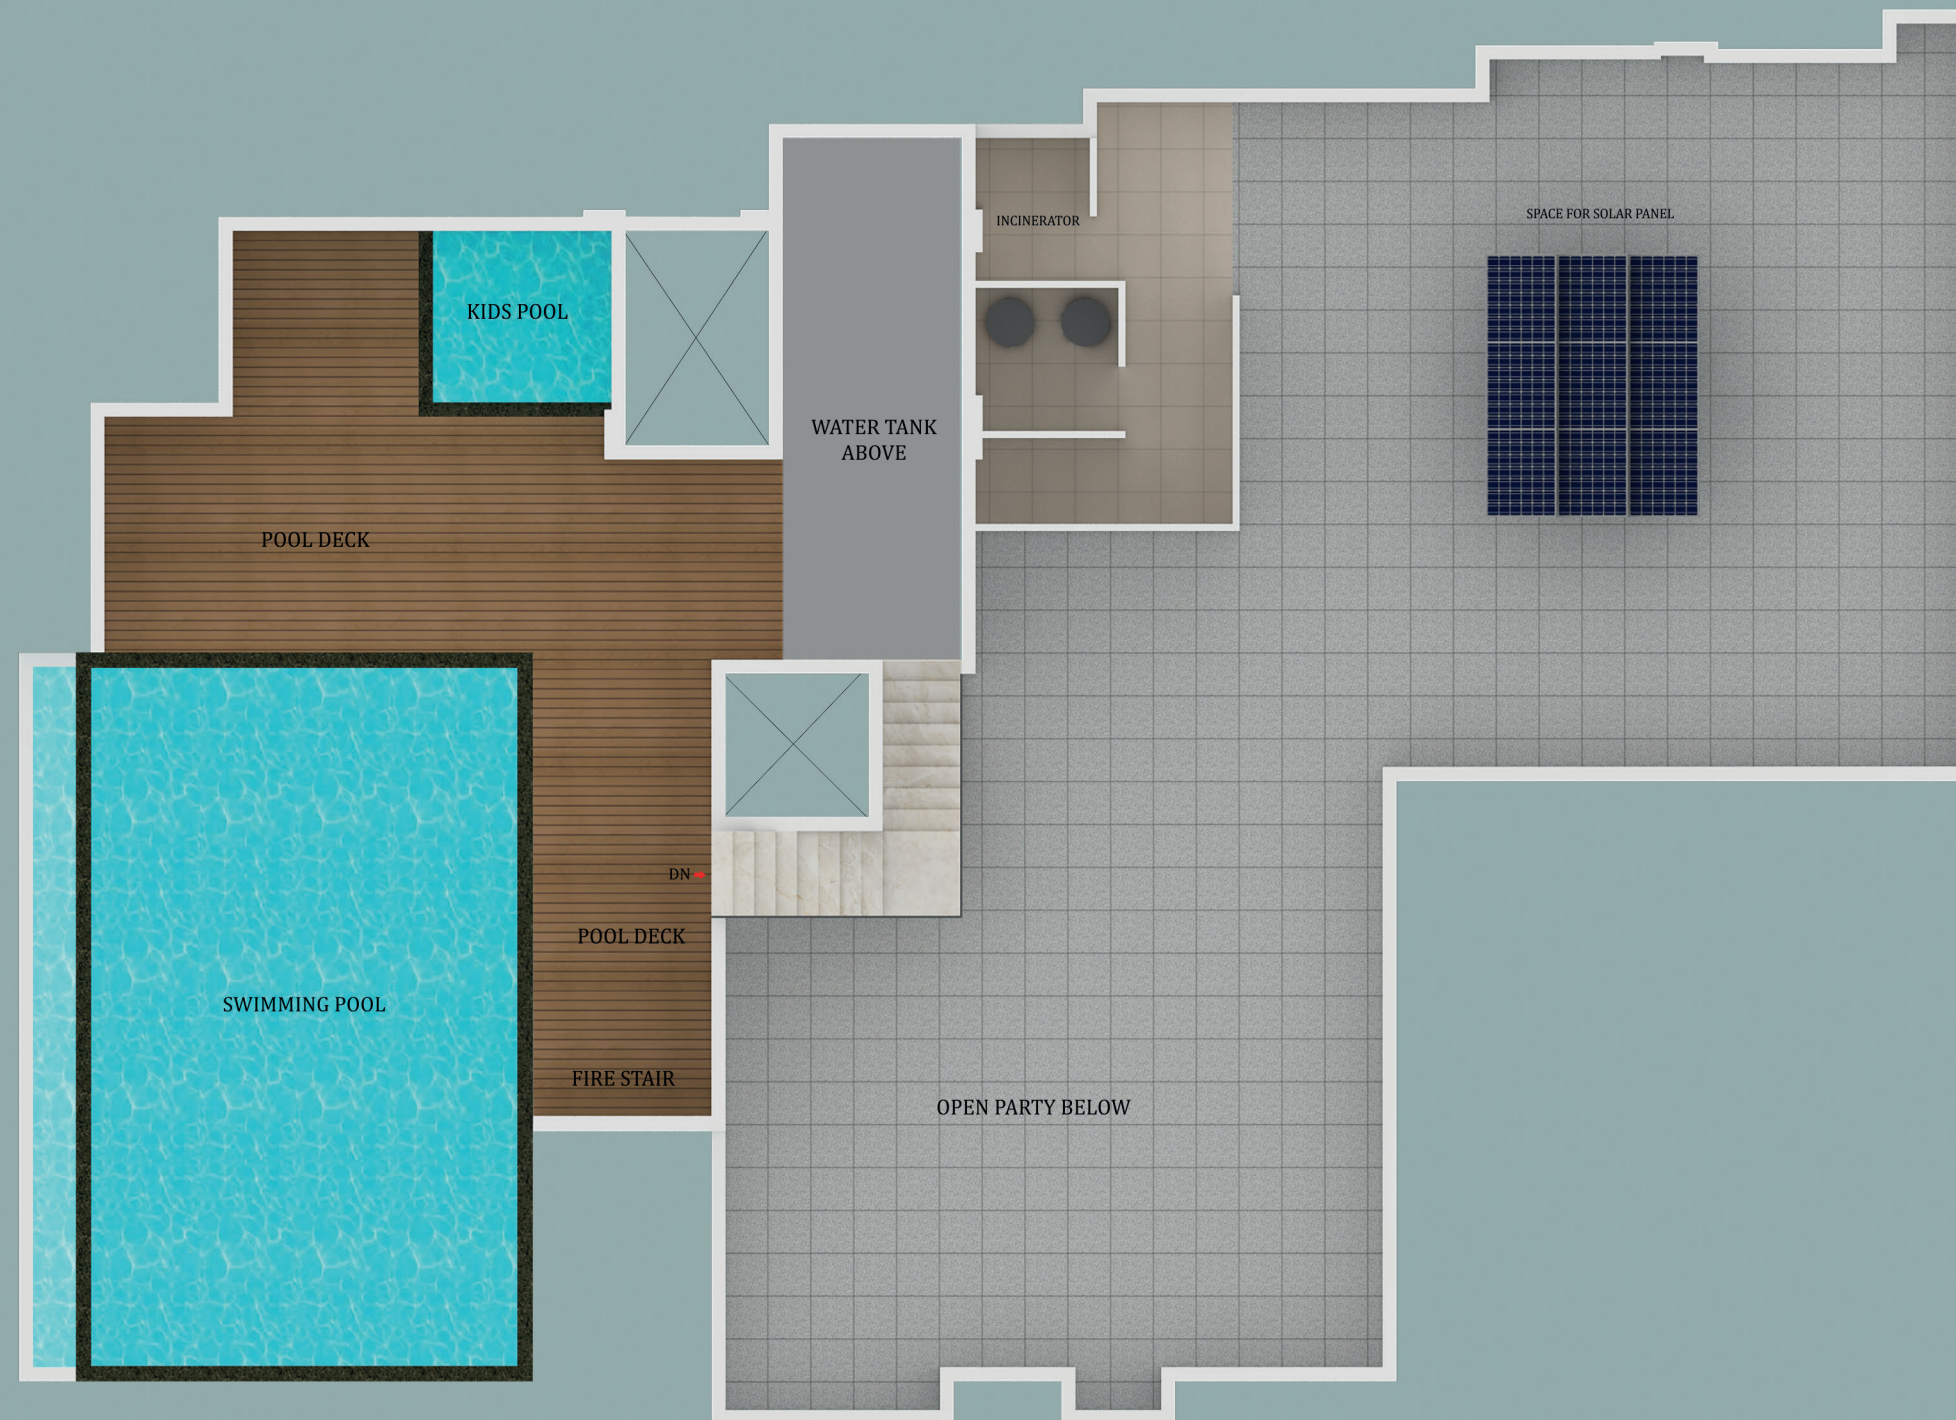 SPACE FOR SOLAR PANEL
INCINERATOR
KIDS POOL
WATER TANK
ABOVE
POOL DECK
DN
POOL DECK
SWIMMING POOL
FIRE STAIR
OPEN PARTY BELOW